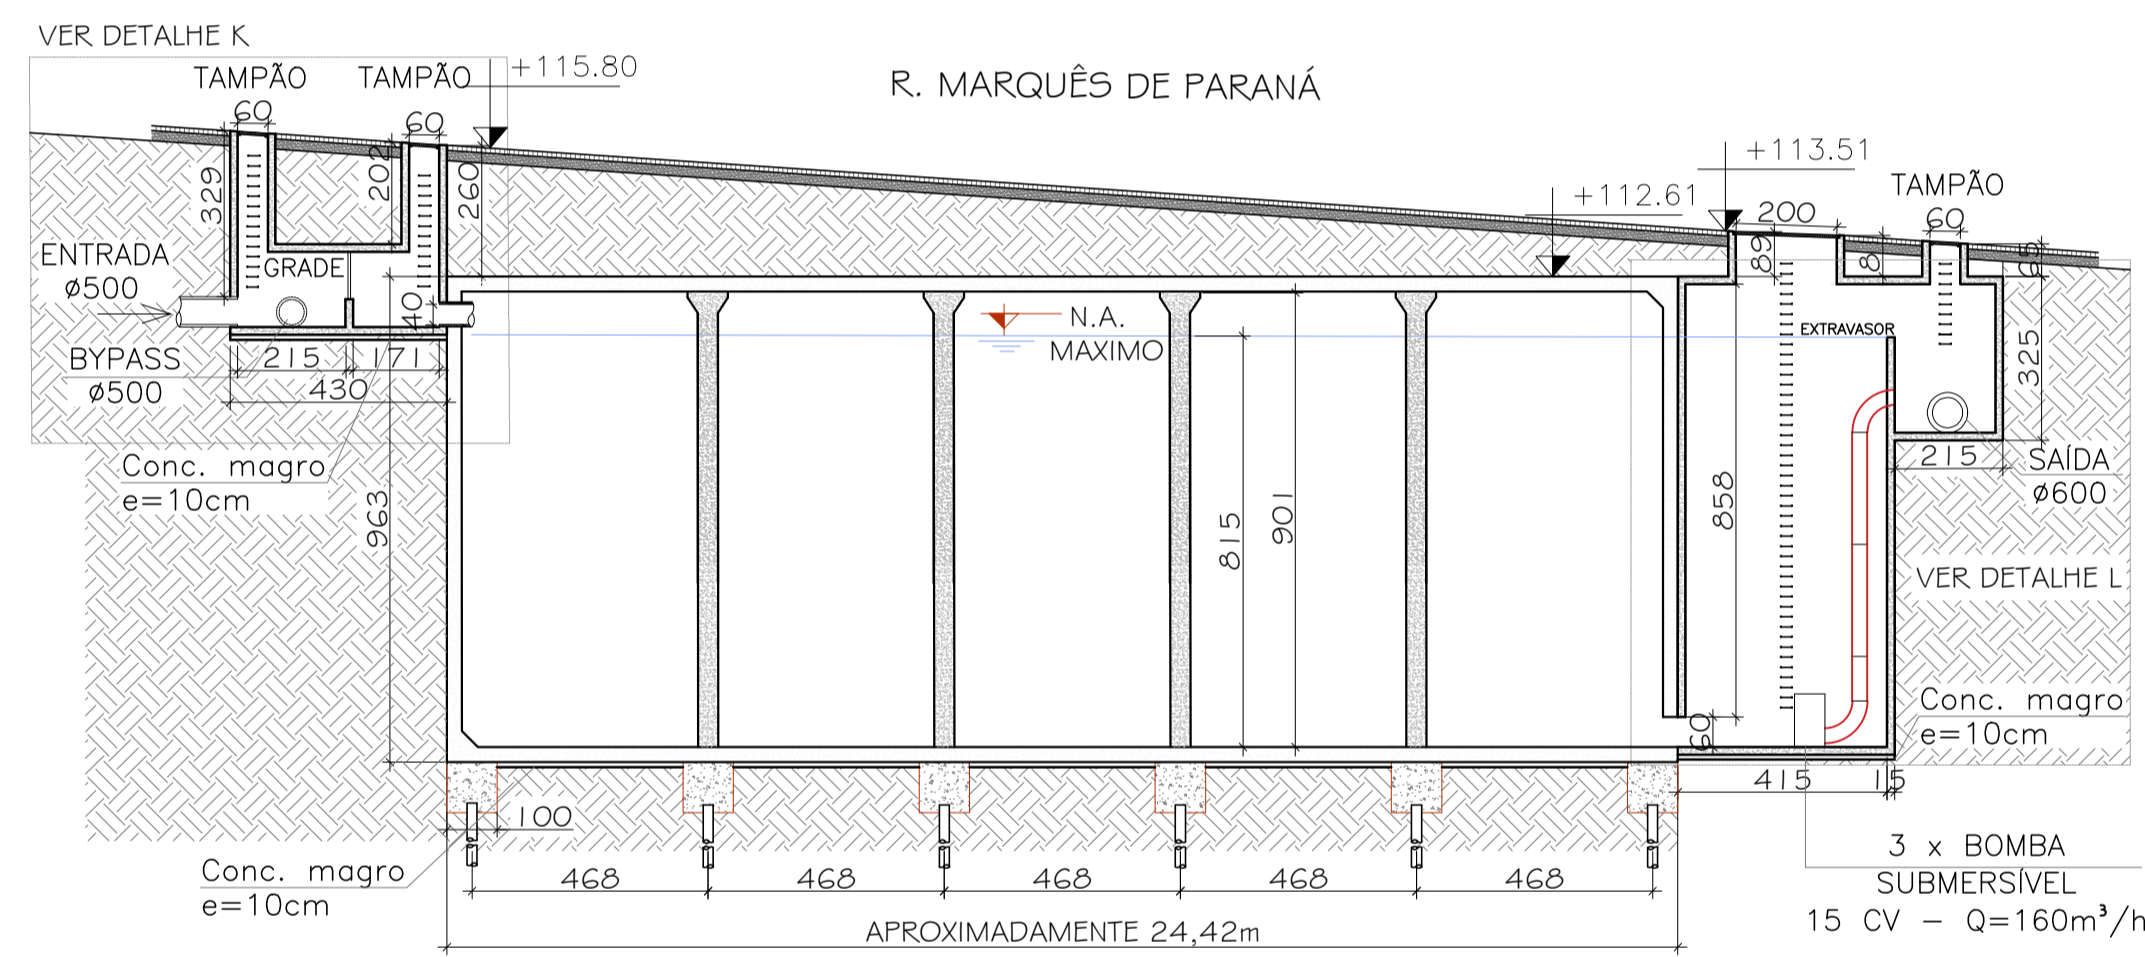 VER DETALHE K
TAMPÃO
TAMPÃO
+115.80
R. MARQUÊS DE PARANÁ
60
60
+113.51
TAMPÃO
+112.61
200
60
329
202
260
89
81
65
ENTRADA
ø500
GRADE
40
N.A.
MAXIMO
EXTRAVASOR
325
BYPASS
ø500
215
171
430
215
SAÍDA
ø600
Conc. magro
e=10cm
963
815
901
858
VER DETALHE L
60
Conc. magro
e=10cm
415
15
100
Conc. magro
e=10cm
468
468
468
468
468
3 x BOMBA
SUBMERSÍVEL
15 CV - Q=160m³/h
APROXIMADAMENTE 24,42m